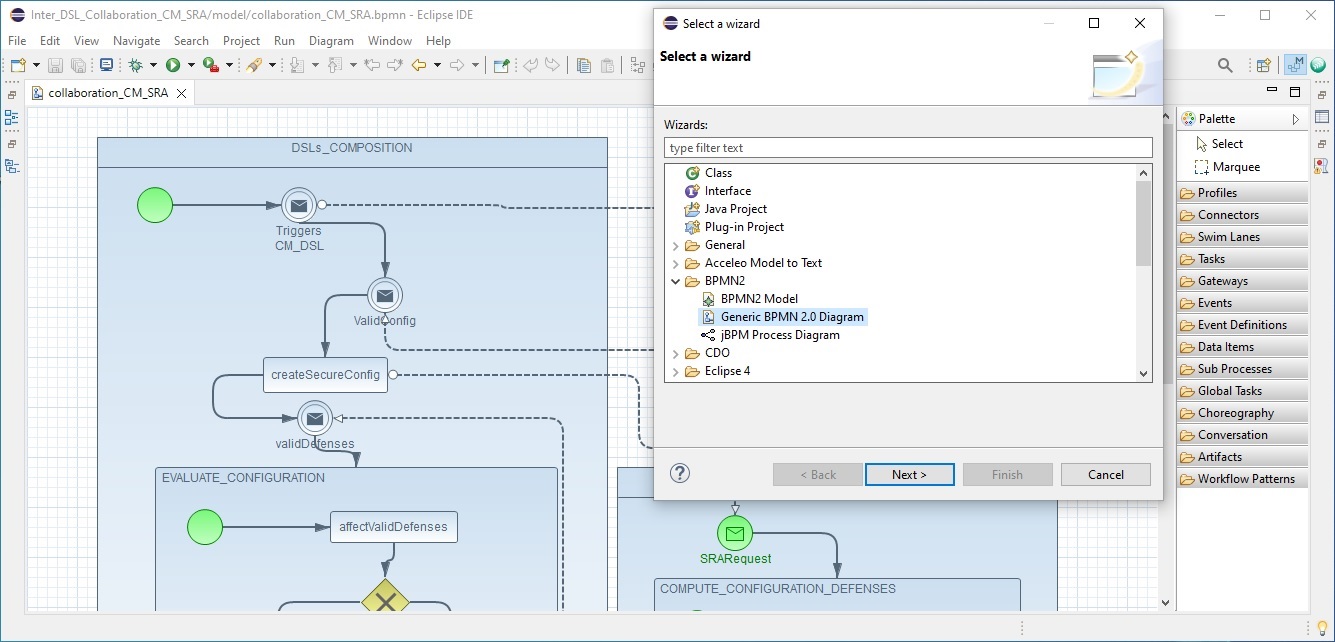 Inter_DSL_Collaboration_CM_SRA/model/collaboration_CM_SRA.bpmn - Eclipse IDE
File Edit View Navigate Search Project Run Diagram Window Help
collaboration_CM_SRA
DSLs_COMPOSITION
Triggers
CM_DSL
ValidConfig
createSecureConfig
validDefenses
EVALUATE_CONFIGURATION
affectValidDefenses
SRARequest
COMPUTE_CONFIGURATION_DEFENSES
Select a wizard
Select a wizard
Wizards:
type filter text
Class
Interface
Java Project
Plug-in Project
General
Acceleo Model to Text
BPMN2
BPMN2 Model
Generic BPMN 2.0 Diagram
jBPM Process Diagram
CDO
Eclipse 4
?
< Back Next > Finish Cancel
Palette
Select
Marquee
Profiles
Connectors
Swim Lanes
Tasks
Gateways
Events
Event Definitions
Data Items
Sub Processes
Global Tasks
Choreography
Conversation
Artifacts
Workflow Patterns